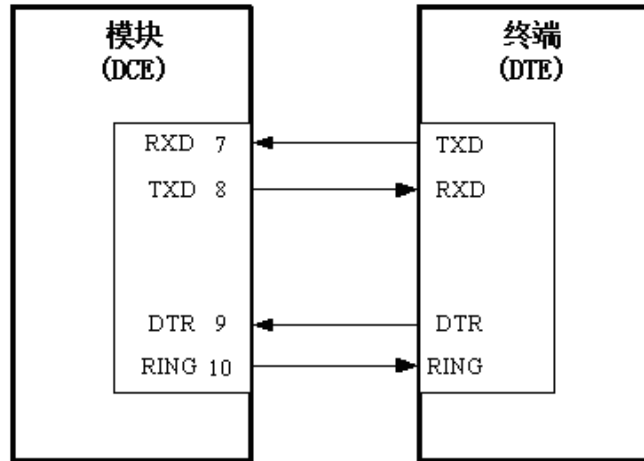 模块 终端
(DCE) (DTE)
RXD 7 TXD
TXD 8 RXD
DTR 9 DTR
RING 10 RING